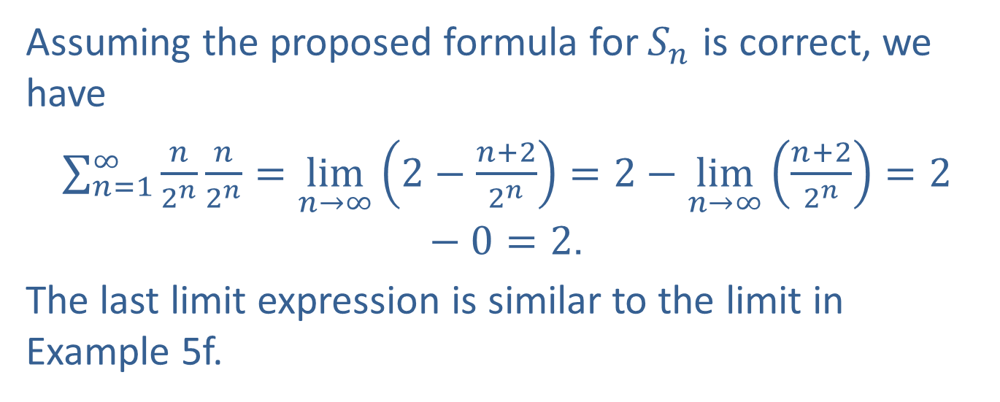 Assuming the proposed formula for $S_n$ is correct, we
have
$\sum_{n=1}^{\infty} \frac{n}{2^n} \frac{n}{2^n} = \lim_{n \to \infty} \left( 2 - \frac{n+2}{2^n} \right) = 2 - \lim_{n \to \infty} \left( \frac{n+2}{2^n} \right) = 2$
$- 0 = 2.$
The last limit expression is similar to the limit in
Example 5f.